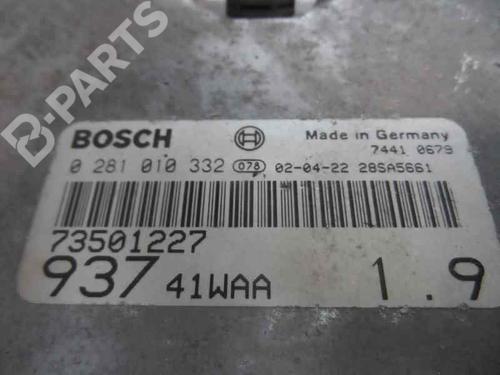 B-PARTS
BOSCH Made in Germany
7441 0679
0 281 010 332 078 02-04-22 28SA5661
73501227
937 41WAA 1.9